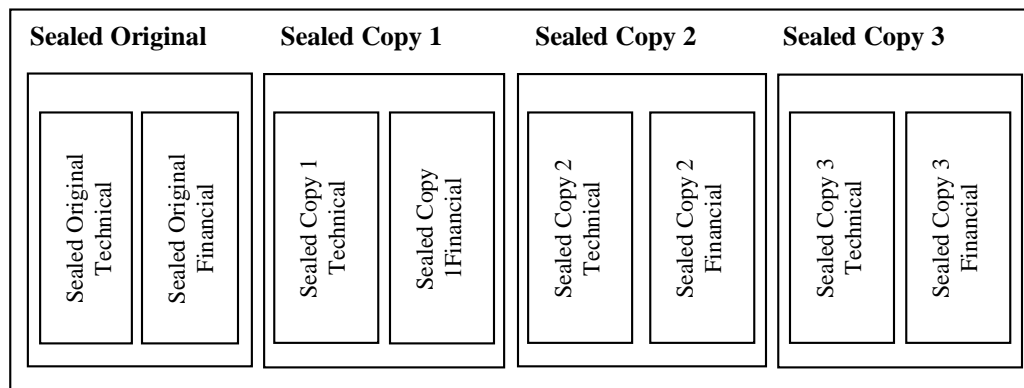 Sealed Original
Sealed Copy 1
Sealed Copy 2
Sealed Copy 3
Sealed Original
Technical
Sealed Original
Financial
Sealed Copy 1
Technical
Sealed Copy
1Financial
Sealed Copy 2
Technical
Sealed Copy 2
Financial
Sealed Copy 3
Technical
Sealed Copy 3
Financial